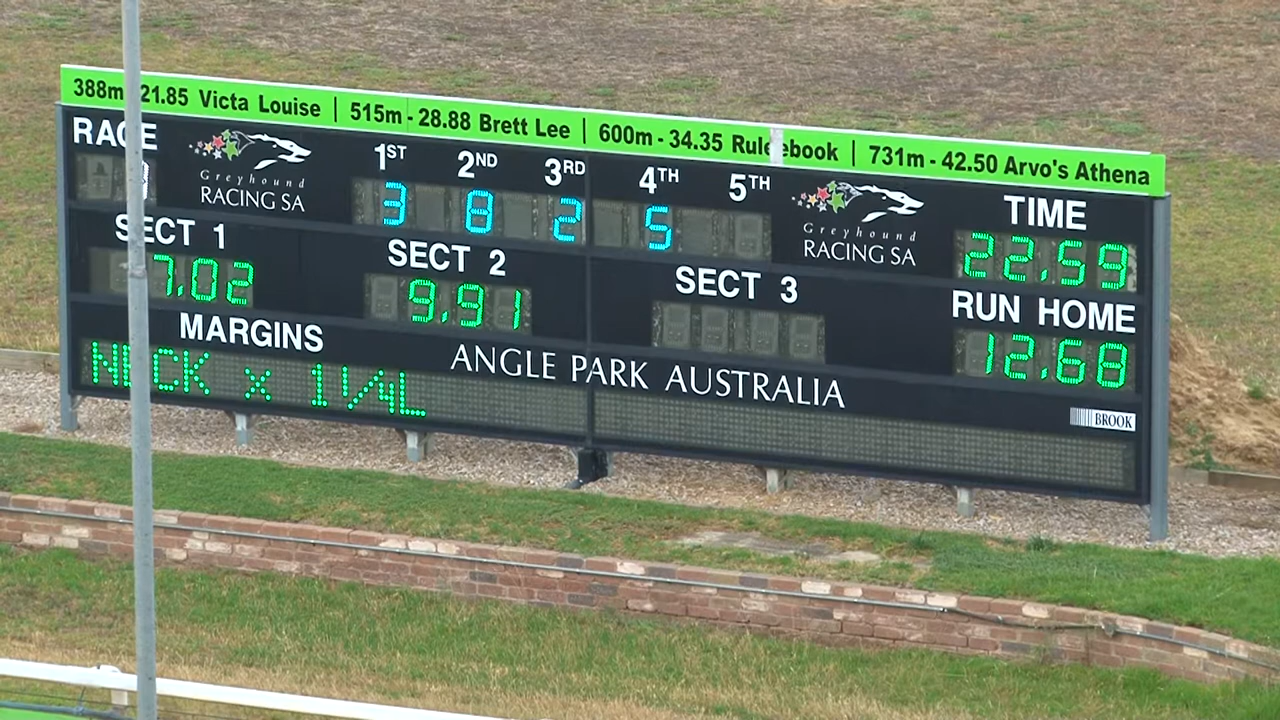 388m 21.85 Victa Louise | 515m - 28.88 Brett Lee | 600m - 34.35 Rulebook | 731m - 42.50 Arvo's Athena
RACE
Greyhound
RACING SA
1ST 2ND 3RD 4TH 5TH
3 8 2 5
Greyhound
RACING SA
TIME
22.59
SECT 1
7.02
SECT 2
9.91
SECT 3
RUN HOME
12.68
MARGINS
NECK x 1¼L
ANGLE PARK AUSTRALIA
BROOK